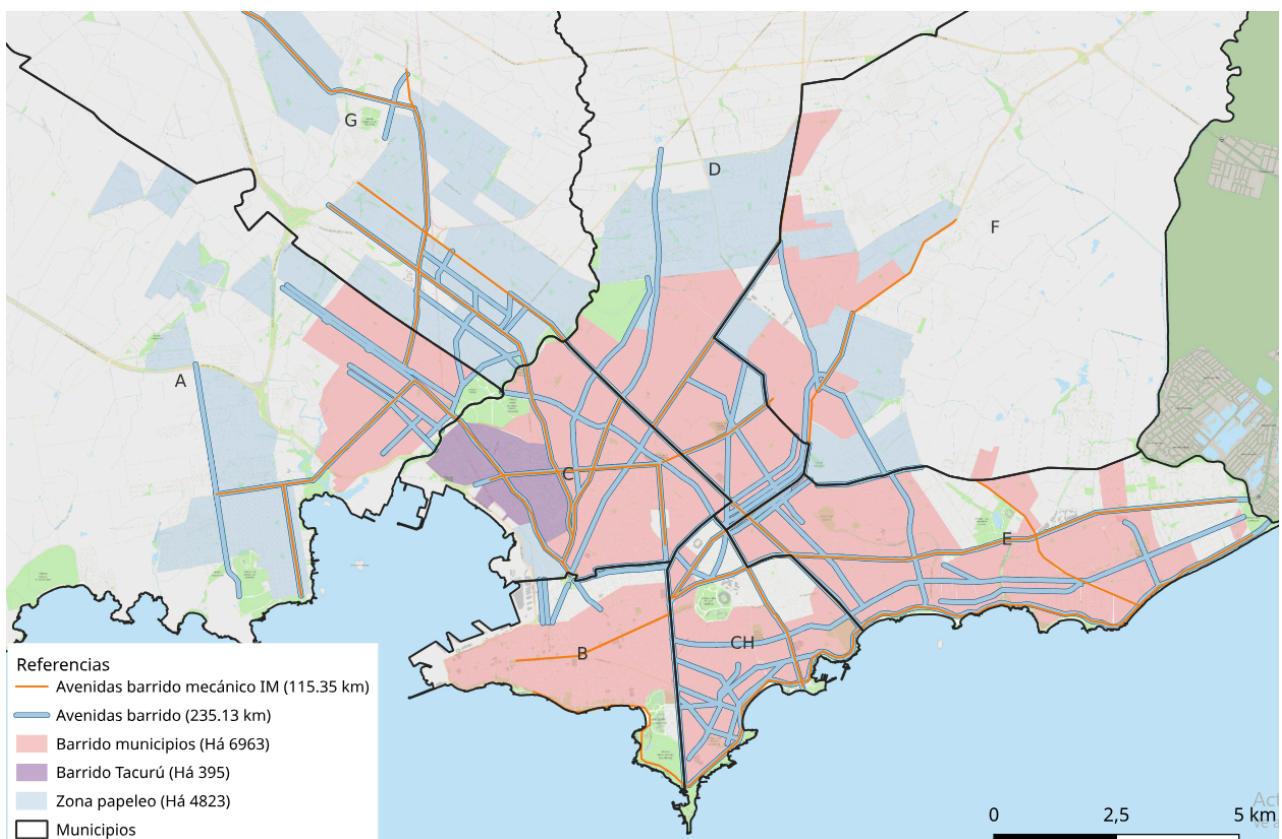 G
D
F
A
C
E
B
CH
Referencias
Avenidas barrido mecánico IM (115.35 km)
Avenidas barrido (235.13 km)
Barrido municipios (Há 6963)
Barrido Tacurú (Há 395)
Zona papeleo (Há 4823)
Municipios
Act
0 2,5 5 km